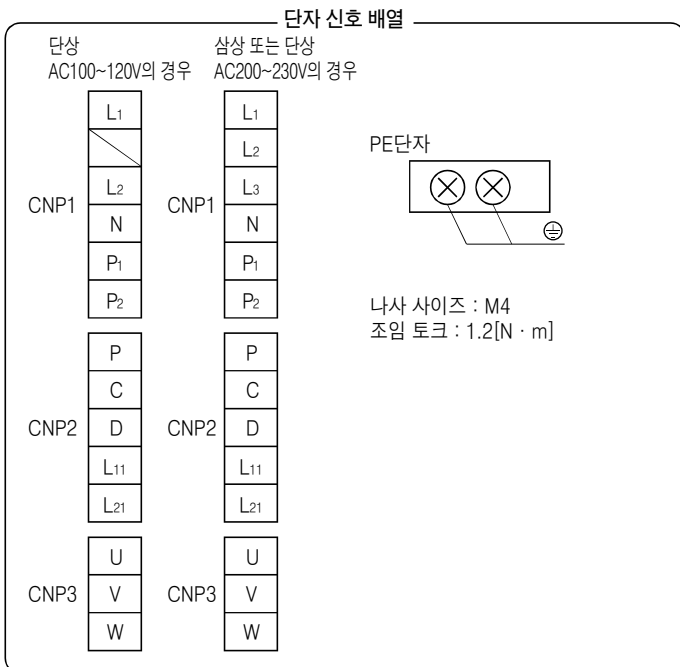 단자 신호 배열
단상
AC100~120V의 경우
삼상 또는 단상
AC200~230V의 경우
CNP1
L1
L2
N
P1
P2
CNP1
L1
L2
L3
N
P1
P2
CNP2
P
C
D
L11
L21
CNP2
P
C
D
L11
L21
CNP3
U
V
W
CNP3
U
V
W
PE단자
나사 사이즈 : M4
조임 토크 : 1.2[N · m]